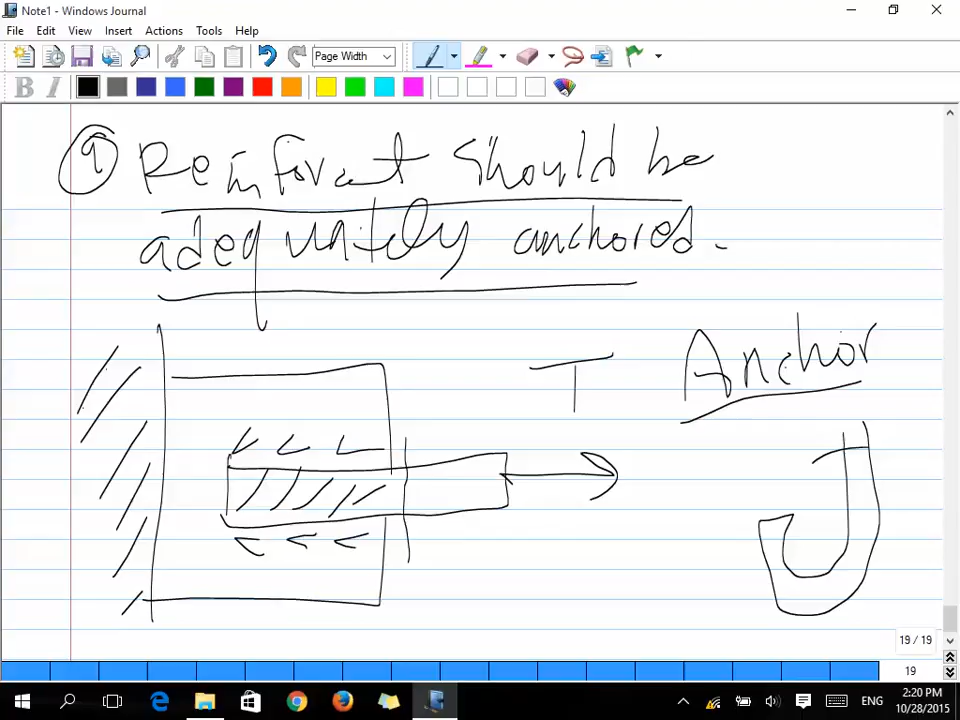 Note1 - Windows Journal
File Edit View Insert Actions Tools Help
Page Width
B I
9 Reinforcent should be
adequately anchored.
T Anchor
19 / 19
19
ENG 2:20 PM
10/28/2015